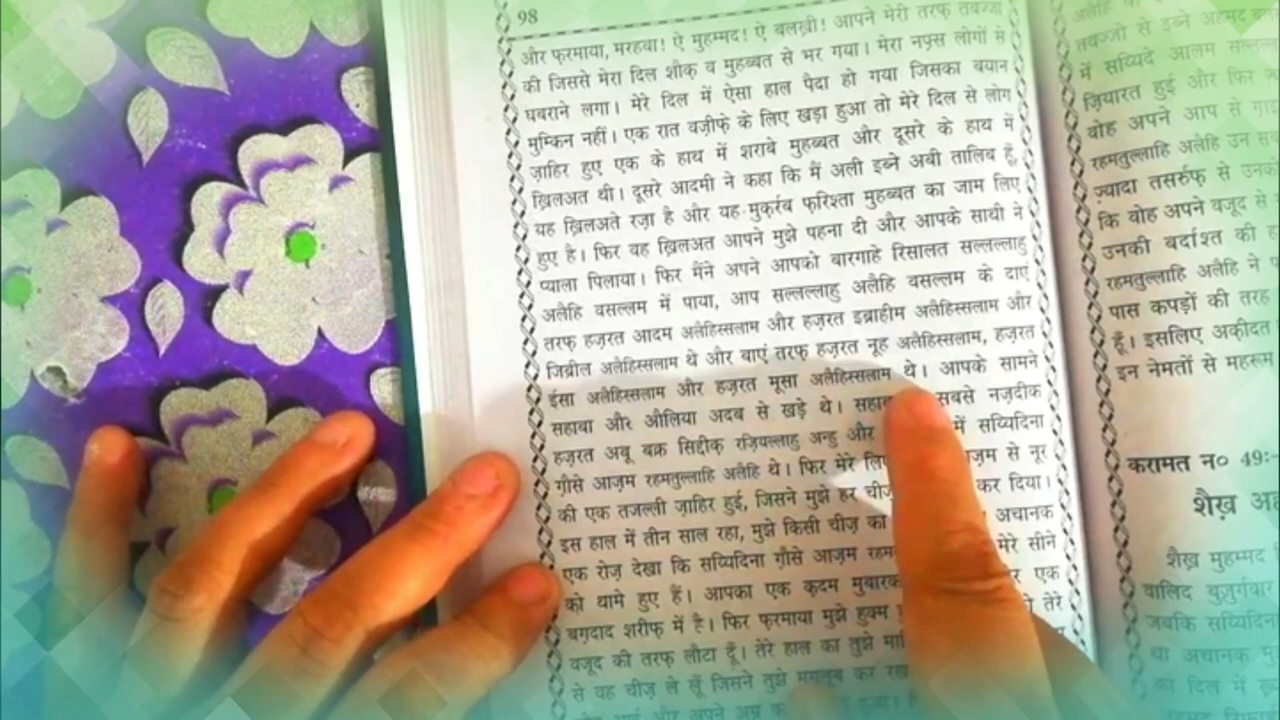 98
और फ़रमाया, मरहबा! ऐ मुहम्मद! ऐ बलख़ी! आपने मेरी तरफ़ तवज्जा
की जिससे मेरा दिल शौक़ व मुहब्बत से भर गया। मेरा नफ़्स लोगों से
घबराने लगा। मेरे दिल में ऐसा हाल पैदा हो गया जिसका बयान
मुम्किन नहीं। एक रात वज़ीफ़े के लिए खड़ा हुआ तो मेरे दिल से लोग
ज़ाहिर हुए एक के हाथ में शराबे मुहब्बत और दूसरे के हाथ में
ख़िलअत थी। दूसरे आदमी ने कहा कि मैं अली इब्ने अबी तालिब हूँ,
यह ख़िलअते रज़ा है और यह मुक़र्रब फ़रिश्ता मुहब्बत का जाम लिए
हुए है। फिर यह ख़िलअत आपने मुझे पहना दी और आपके साथी ने
प्याला पिलाया। फिर मैंने अपने आपको बारगाहे रिसालत सल्लल्लाहु
अलैहि वसल्लम में पाया, आप सल्लल्लाहु अलैहि वसल्लम के दाएं
तरफ़ हज़रत आदम अलैहिस्सलाम और हज़रत इब्राहीम अलैहिस्सलाम और
जिब्रील अलैहिस्सलाम थे और बाएं तरफ़ हज़रत नूह अलैहिस्सलाम, हज़रत
ईसा अलैहिस्सलाम और हज़रत मूसा अलैहिस्सलाम थे। आपके सामने
सहाबा और औलिया अदब से खड़े थे। सबसे नज़दीक
हज़रत अबू बक्र सिद्दीक़ रज़ियल्लाहु अन्हु और में सय्यिदिना
ग़ौसे आज़म रहमतुल्लाहि अलैहि थे। फिर मेरे से नूर
की एक तजल्ली ज़ाहिर हुई, जिसने मुझे हर कर दिया।
इस हाल में तीन साल रहा, मुझे किसी चीज़ का अचानक
एक रोज़ देखा कि सय्यिदिना ग़ौसे आज़म मेरे सीने
को थामे हुए हैं। आपका एक क़दम एक
बग़दाद शरीफ़ में है। फिर फ़रमाया मुझे हुक्म तेरे
वजूद की तरफ़ लौटा दूँ। तेरे हाल का तुझे
से वह चीज़ ले लूँ जिसने तुझे मग़लूब कर
तवज्जो से इब्ने अहमद
में सय्यिदे आलम
ज़ियारत हुई और फिर
वोह अपने आप से
रहमतुल्लाहि अलैहि उन
ज़्यादा तसर्रुफ़ से उनको
कि वोह अपने वजूद से
उनकी बर्दाश्त की
रहमतुल्लाहि अलैहि ने
पास कपड़ों की तरह
हूँ। इसलिए अक़ीदत
इन नेमतों से महरूम
करामत न० 49:-
शैख़
शैख़ मुहम्मद
वालिद बुज़ुर्गवार
जबकि सय्यिदिना
था अचानक
का दिल में